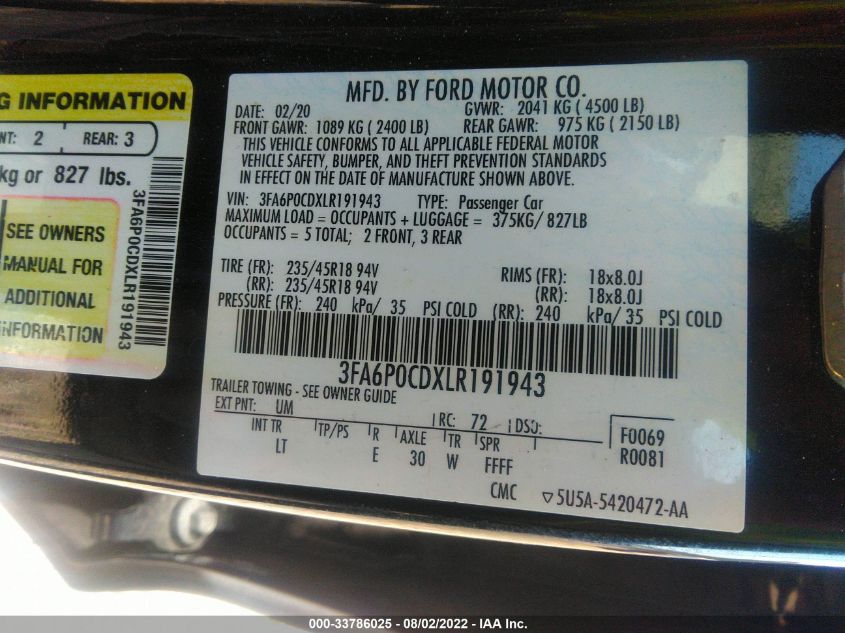 G INFORMATION
NT: 2 REAR: 3
kg or 827 lbs.
SEE OWNERS
MANUAL FOR
ADDITIONAL
INFORMATION
3FA6P0CDXLR191943
MFD. BY FORD MOTOR CO.
DATE: 02/20 GVWR: 2041 KG ( 4500 LB)
FRONT GAWR: 1089 KG ( 2400 LB) REAR GAWR: 975 KG ( 2150 LB)
THIS VEHICLE CONFORMS TO ALL APPLICABLE FEDERAL MOTOR
VEHICLE SAFETY, BUMPER, AND THEFT PREVENTION STANDARDS
IN EFFECT ON THE DATE OF MANUFACTURE SHOWN ABOVE.
VIN: 3FA6P0CDXLR191943 TYPE: Passenger Car
MAXIMUM LOAD = OCCUPANTS + LUGGAGE = 375KG/ 827LB
OCCUPANTS = 5 TOTAL; 2 FRONT, 3 REAR
TIRE (FR): 235/45R18 94V RIMS (FR): 18x8.0J
(RR): 235/45R18 94V (RR): 18x8.0J
PRESSURE (FR): 240 kPa/ 35 PSI COLD (RR): 240 kPa/ 35 PSI COLD
3FA6P0CDXLR191943
TRAILER TOWING - SEE OWNER GUIDE
EXT PNT: UM RC: 72 DSO:
INT TR TP/PS R AXLE TR SPR
LT E 30 W FFFF
F0069
R0081
CMC ▽5U5A-5420472-AA
000-33786025 - 08/02/2022 - IAA Inc.